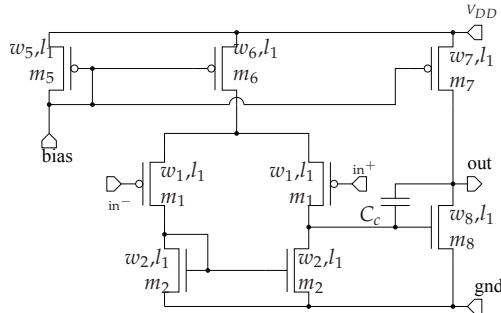 V_DD
w_5,l_1
m_5
w_6,l_1
m_6
w_7,l_1
m_7
bias
w_1,l_1
m_1
in^-
w_1,l_1
m_1
in^+
out
C_c
w_8,l_1
m_8
w_2,l_1
m_2
w_2,l_1
m_2
gnd